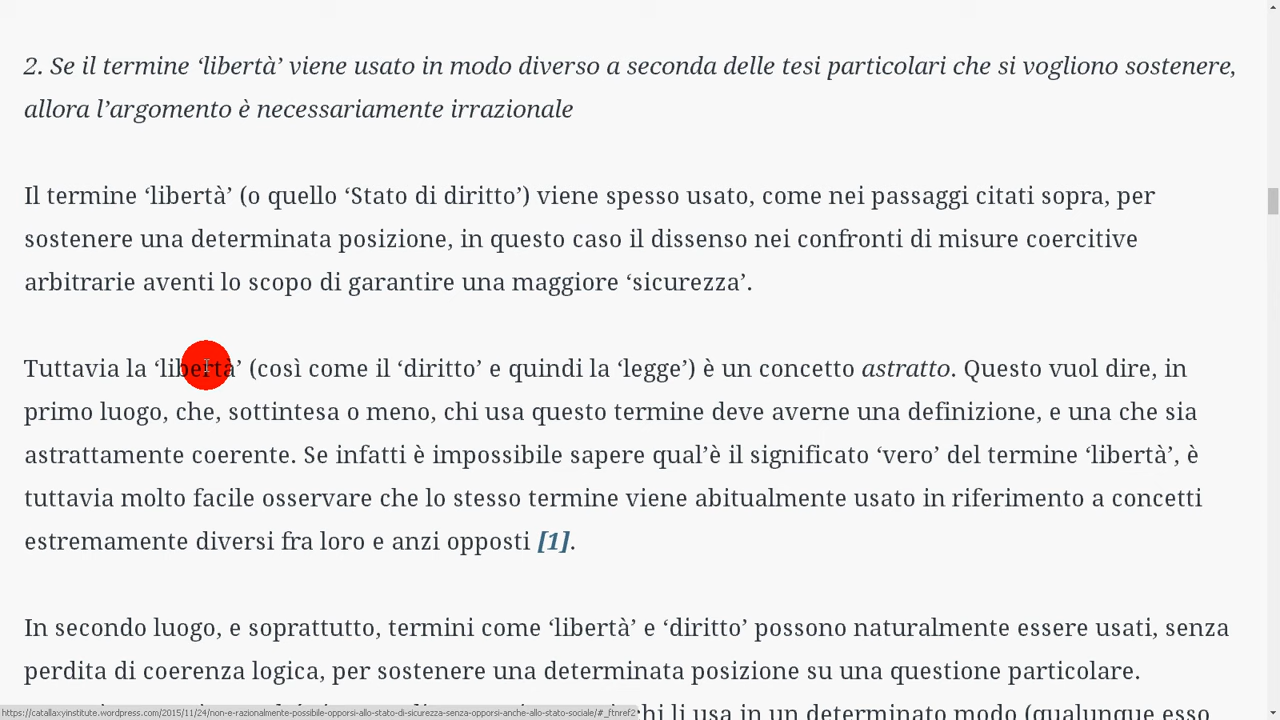 2. Se il termine ‘libertà’ viene usato in modo diverso a seconda delle tesi particolari che si vogliono sostenere,
allora l’argomento è necessariamente irrazionale
Il termine ‘libertà’ (o quello ‘Stato di diritto’) viene spesso usato, come nei passaggi citati sopra, per
sostenere una determinata posizione, in questo caso il dissenso nei confronti di misure coercitive
arbitrarie aventi lo scopo di garantire una maggiore ‘sicurezza’.
Tuttavia la ‘libertà’ (così come il ‘diritto’ e quindi la ‘legge’) è un concetto astratto. Questo vuol dire, in
primo luogo, che, sottintesa o meno, chi usa questo termine deve averne una definizione, e una che sia
astrattamente coerente. Se infatti è impossibile sapere qual’è il significato ‘vero’ del termine ‘libertà’, è
tuttavia molto facile osservare che lo stesso termine viene abitualmente usato in riferimento a concetti
estremamente diversi fra loro e anzi opposti [1].
In secondo luogo, e soprattutto, termini come ‘libertà’ e ‘diritto’ possono naturalmente essere usati, senza
perdita di coerenza logica, per sostenere una determinata posizione su una questione particolare.
chi li usa in un determinato modo (qualunque esso
https://catallaxyinstitute.wordpress.com/2015/11/24/non-e-razionalmente-possibile-opporsi-allo-stato-di-sicurezza-senza-opporsi-anche-allo-stato-sociale/#_ftnref2